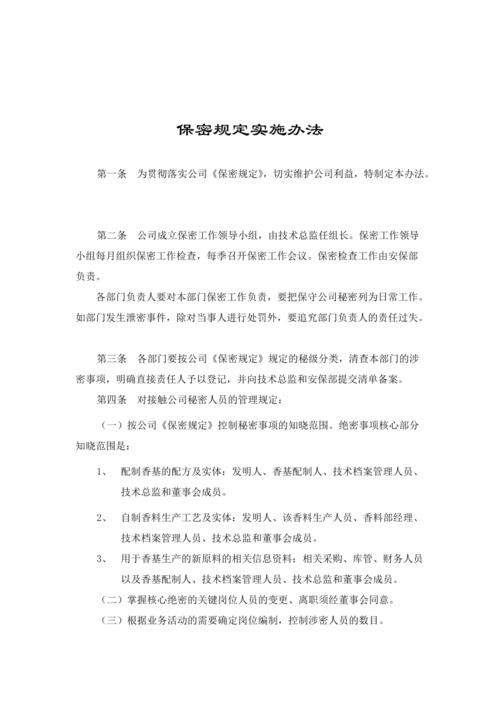 保密规定实施办法
第一条 为贯彻落实公司《保密规定》，切实维护公司利益，特制定本办法。
第二条 公司成立保密工作领导小组，由技术总监任组长。保密工作领导
小组每月组织保密工作检查，每季召开保密工作会议。保密检查工作由安保部
负责。
各部门负责人要对本部门保密工作负责，要把保守公司秘密列为日常工作。
如部门发生泄密事件，除对当事人进行处罚外，要追究部门负责人的责任过失。
第三条 各部门要按公司《保密规定》规定的秘级分类，清查本部门的涉
密事项，明确直接责任人予以登记，并向技术总监和安保部提交清单备案。
第四条 对接触公司秘密人员的管理规定：
（一）按公司《保密规定》控制秘密事项的知晓范围。绝密事项核心部分
知晓范围是：
1、 配制香基的配方及实体：发明人、香基配制人、技术档案管理人员、
技术总监和董事会成员。
2、 自制香料生产工艺及实体：发明人、该香料生产人员、香料部经理、
技术档案管理人员、技术总监和董事会成员。
3、 用于香基生产的新原料的相关信息资料：相关采购、库管、财务人员
以及香基配制人、技术档案管理人员、技术总监和董事会成员。
（二）掌握核心绝密的关键岗位人员的变更、离职须经董事会同意。
（三）根据业务活动的需要确定岗位编制，控制涉密人员的数目。